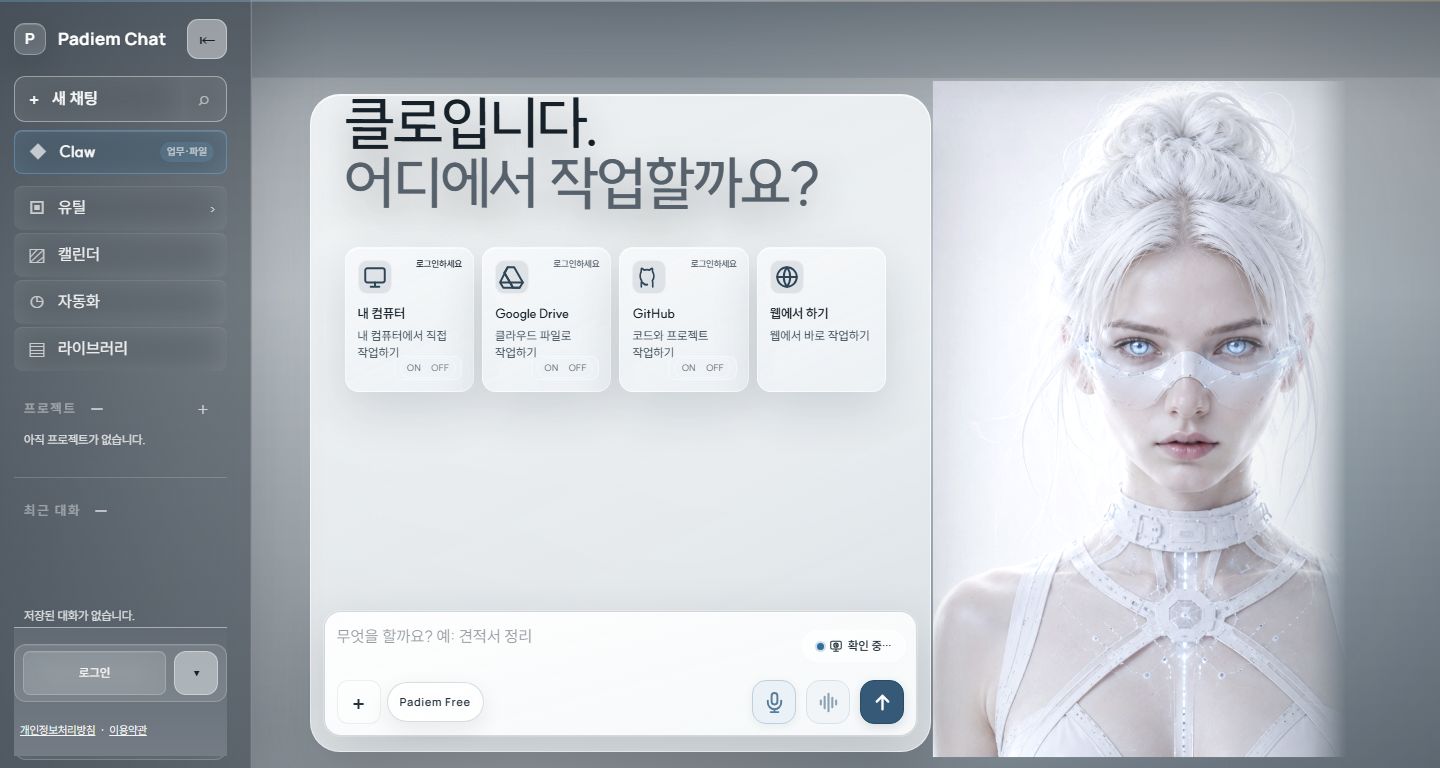 P
Padiem Chat
+ 새 채팅
Claw
업무·파일
유틸
캘린더
자동화
라이브러리
프로젝트
아직 프로젝트가 없습니다.
최근 대화
저장된 대화가 없습니다.
로그인
개인정보처리방침 · 이용약관
클로입니다.
어디에서 작업할까요?
로그인하세요
내 컴퓨터
내 컴퓨터에서 직접
작업하기
ON OFF
로그인하세요
Google Drive
클라우드 파일로
작업하기
ON OFF
로그인하세요
GitHub
코드와 프로젝트
작업하기
ON OFF
웹에서 하기
웹에서 바로 작업하기
무엇을 할까요? 예: 견적서 정리
확인 중…
Padiem Free